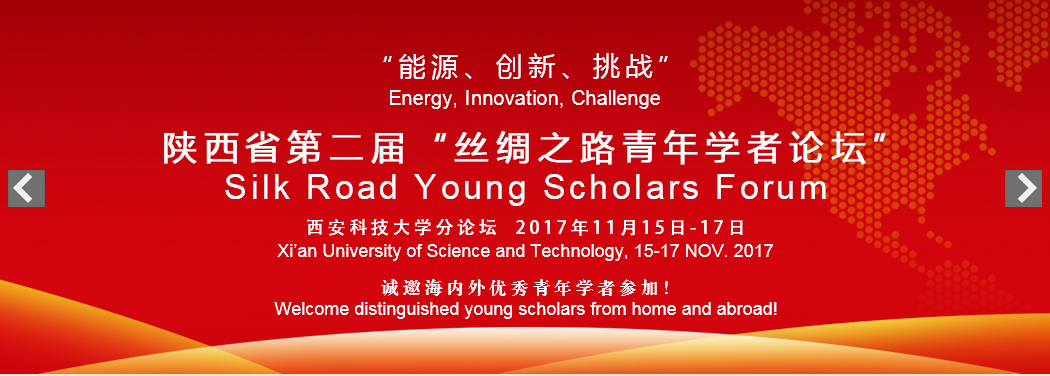 “能源、创新、挑战”
Energy, Innovation, Challenge
陕西省第二届“丝绸之路青年学者论坛”
Silk Road Young Scholars Forum
西安科技大学分论坛 2017年11月15日-17日
Xi'an University of Science and Technology, 15-17 NOV. 2017
诚邀海内外优秀青年学者参加!
Welcome distinguished young scholars from home and abroad!